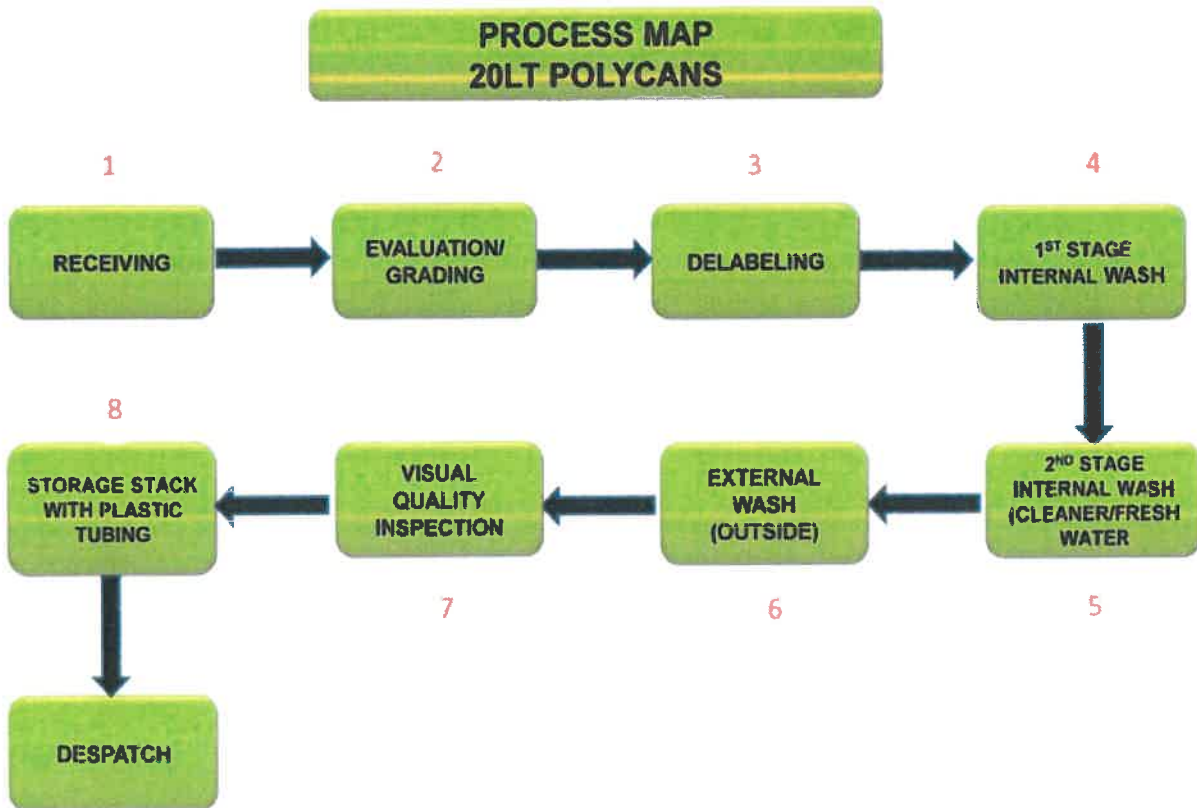 PROCESS MAP
20LT POLYCANS
1
2
3
4
RECEIVING
EVALUATION/
GRADING
DELABELING
1ST STAGE
INTERNAL WASH
8
STORAGE STACK
WITH PLASTIC
TUBING
VISUAL
QUALITY
INSPECTION
EXTERNAL
WASH
(OUTSIDE)
2ND STAGE
INTERNAL WASH
(CLEANER/FRESH
WATER
7
6
5
DESPATCH